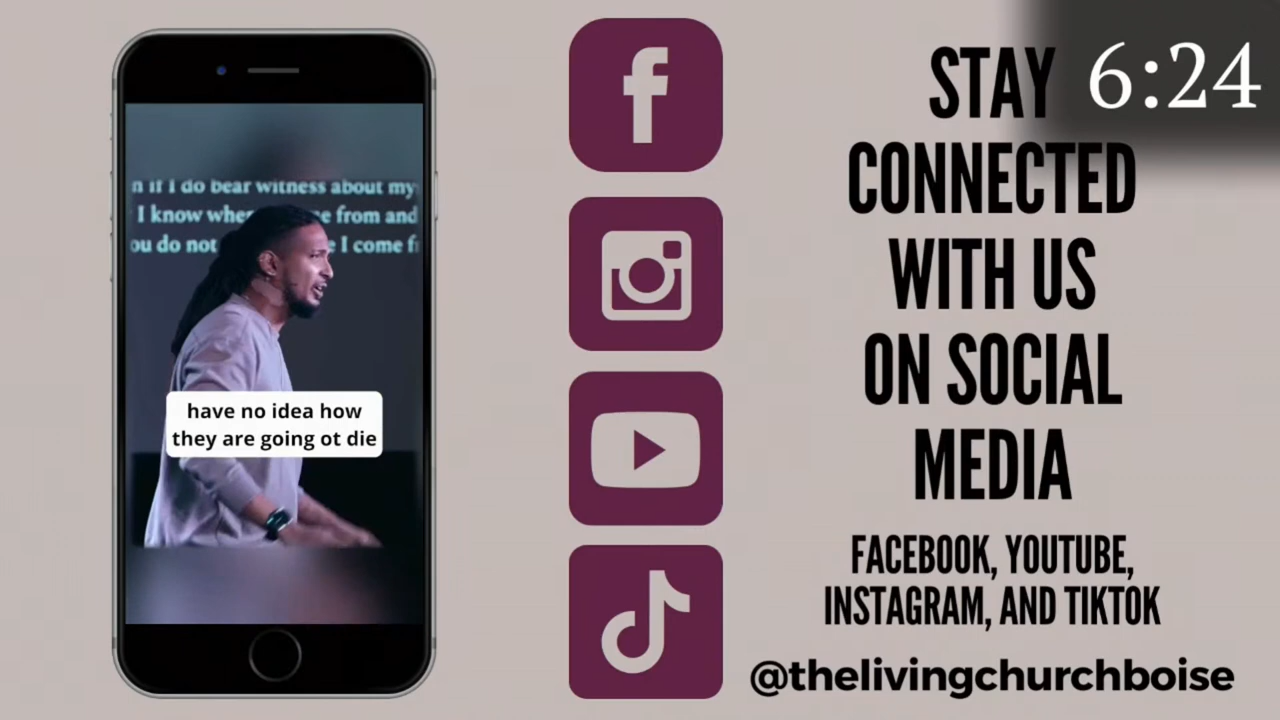 n if I do bear witness about my
I know whe e from and
ou do not e I come f
have no idea how
they are going ot die
STAY
CONNECTED
WITH US
ON SOCIAL
MEDIA
FACEBOOK, YOUTUBE,
INSTAGRAM, AND TIKTOK
@thelivingchurchboise
6:24